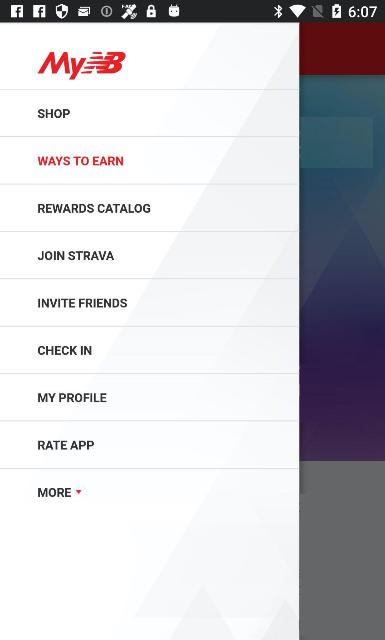 6:07
MyNB
SHOP
WAYS TO EARN
REWARDS CATALOG
JOIN STRAVA
INVITE FRIENDS
CHECK IN
MY PROFILE
RATE APP
MORE